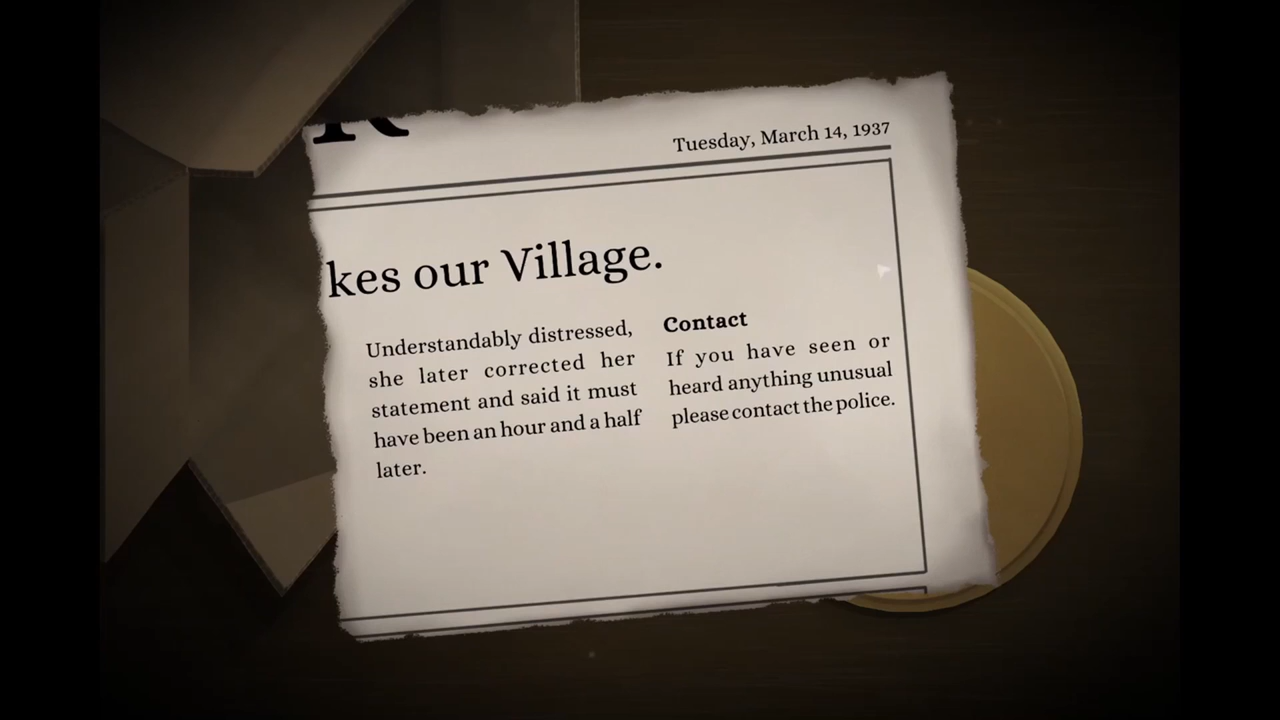 Tuesday, March 14, 1937
kes our Village.
Understandably distressed,
she later corrected her
statement and said it must
have been an hour and a half
later.
Contact
If you have seen or
heard anything unusual
please contact the police.